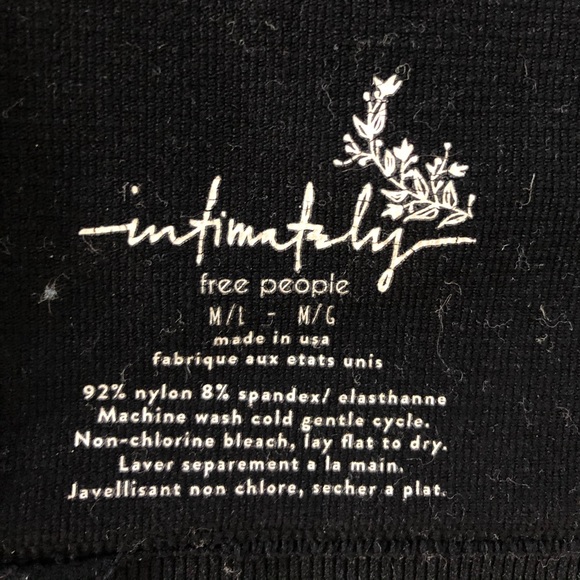 intimately
free people
M/L - M/G
made in usa
fabrique aux etats unis
92% nylon 8% spandex/ elasthanne
Machine wash cold gentle cycle.
Non-chlorine bleach, lay flat to dry.
Laver separement a la main.
Javellisant non chlore, secher a plat.